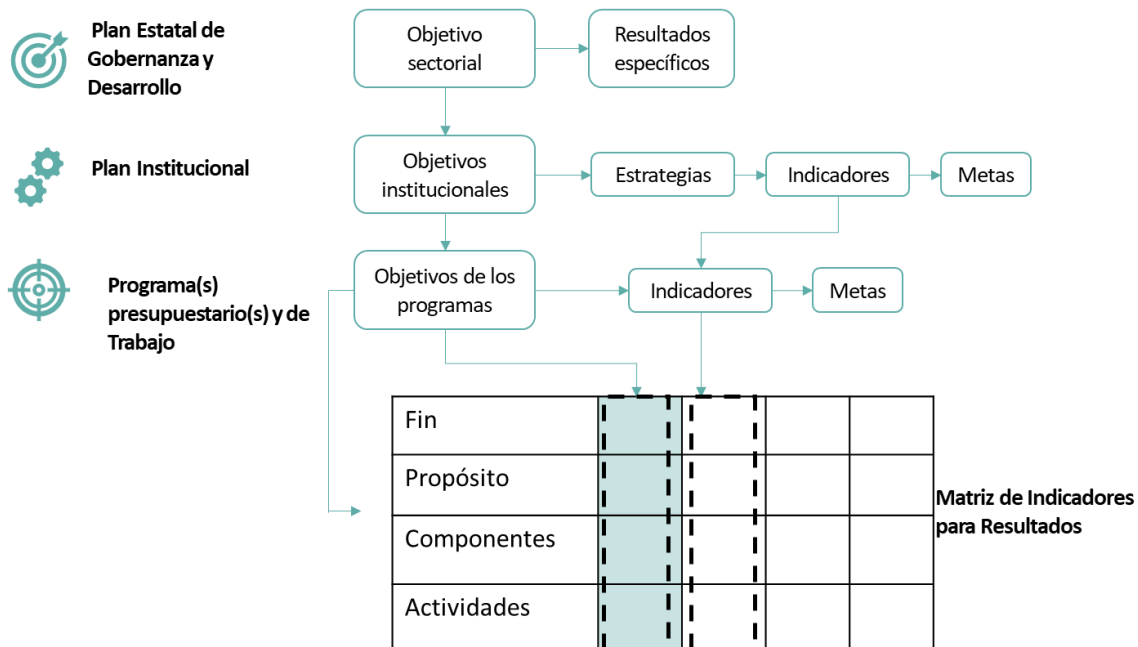 Plan Estatal de
Gobernanza y
Desarrollo
Objetivo
sectorial
Resultados
específicos
Plan Institucional
Objetivos
institucionales
Estrategias
Indicadores
Metas
Programa(s)
presupuestario(s) y de
Trabajo
Objetivos de los
programas
Indicadores
Metas
Fin
Propósito
Componentes
Actividades
Matriz de Indicadores
para Resultados